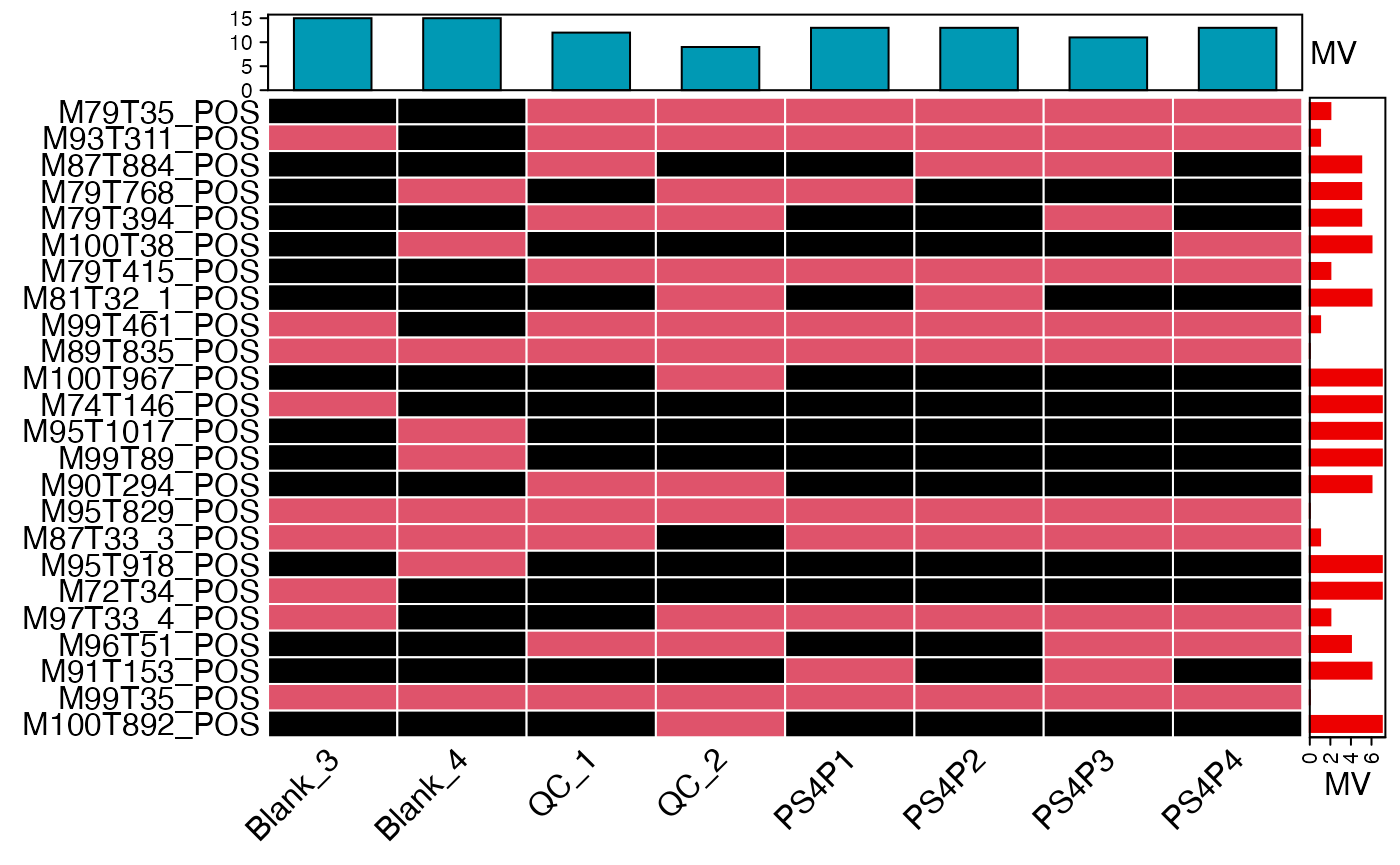 15
10
5
0
MV
M79T35_POS
M93T311_POS
M87T884_POS
M79T768_POS
M79T394_POS
M100T38_POS
M79T415_POS
M81T32_1_POS
M99T461_POS
M89T835_POS
M100T967_POS
M74T146_POS
M95T1017_POS
M99T89_POS
M90T294_POS
M95T829_POS
M87T33_3_POS
M95T918_POS
M72T34_POS
M97T33_4_POS
M96T51_POS
M91T153_POS
M99T35_POS
M100T892_POS
0 2 4 6
MV
Blank_3 Blank_4 QC_1 QC_2 PS4P1 PS4P2 PS4P3 PS4P4